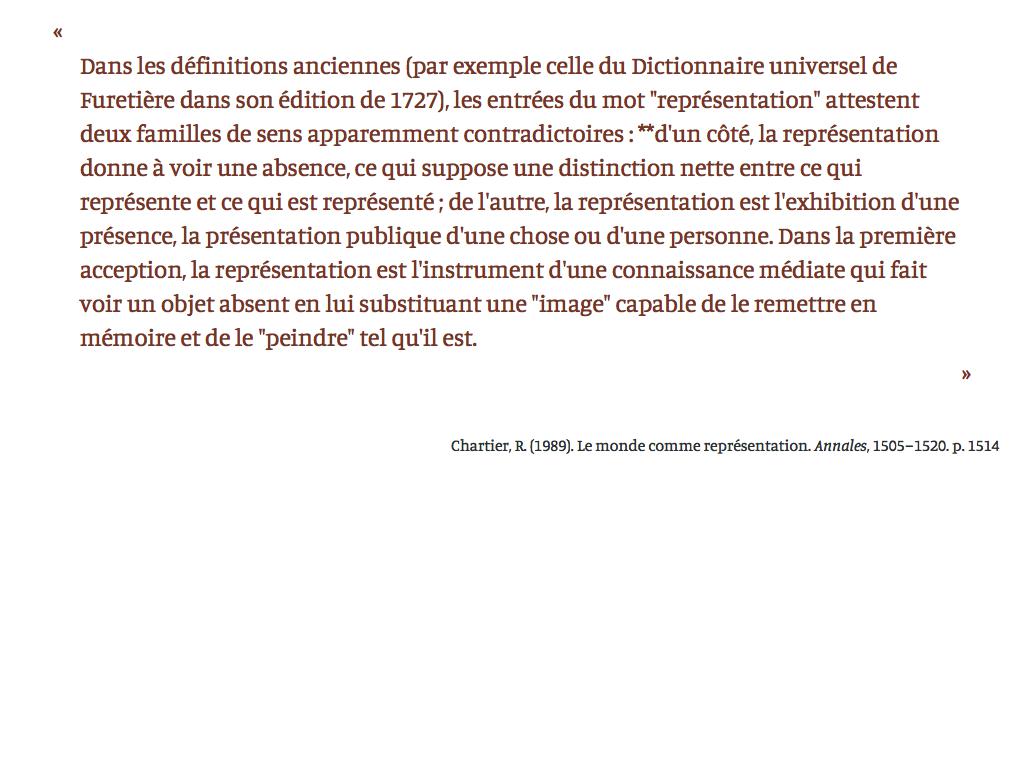 «
Dans les définitions anciennes (par exemple celle du Dictionnaire universel de
Furetière dans son édition de 1727), les entrées du mot "représentation" attestent
deux familles de sens apparemment contradictoires : **d'un côté, la représentation
donne à voir une absence, ce qui suppose une distinction nette entre ce qui
représente et ce qui est représenté ; de l'autre, la représentation est l'exhibition d'une
présence, la présentation publique d'une chose ou d'une personne. Dans la première
acception, la représentation est l'instrument d'une connaissance médiate qui fait
voir un objet absent en lui substituant une "image" capable de le remettre en
mémoire et de le "peindre" tel qu'il est.
»
Chartier, R. (1989). Le monde comme représentation. Annales, 1505–1520. p. 1514